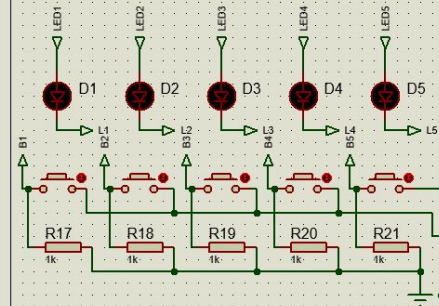 LED1 LED2 LED3 LED4 LED5
D1 D2 D3 D4 D5
L1 L2 L3 L4 L5
B1 B2 B3 B4 B5
R17 R18 R19 R20 R21
1k 1k 1k 1k 1k